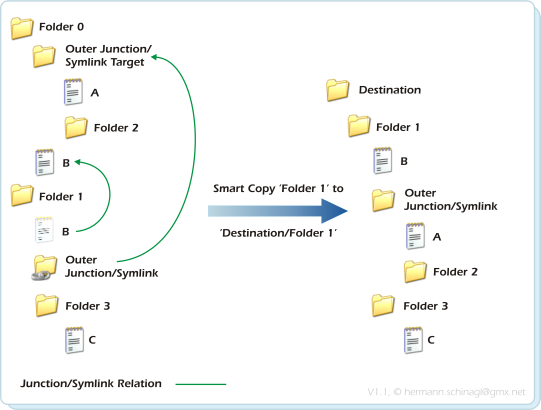 Folder 0
Outer Junction/
Symlink Target
A
Folder 2
B
Folder 1
B
Outer
Junction/Symlink
Folder 3
C
Smart Copy 'Folder 1' to
'Destination/Folder 1'
Destination
Folder 1
B
Outer
Junction/Symlink
A
Folder 2
Folder 3
C
Junction/Symlink Relation
V1.1, © hermann.schinagl@gmx.net